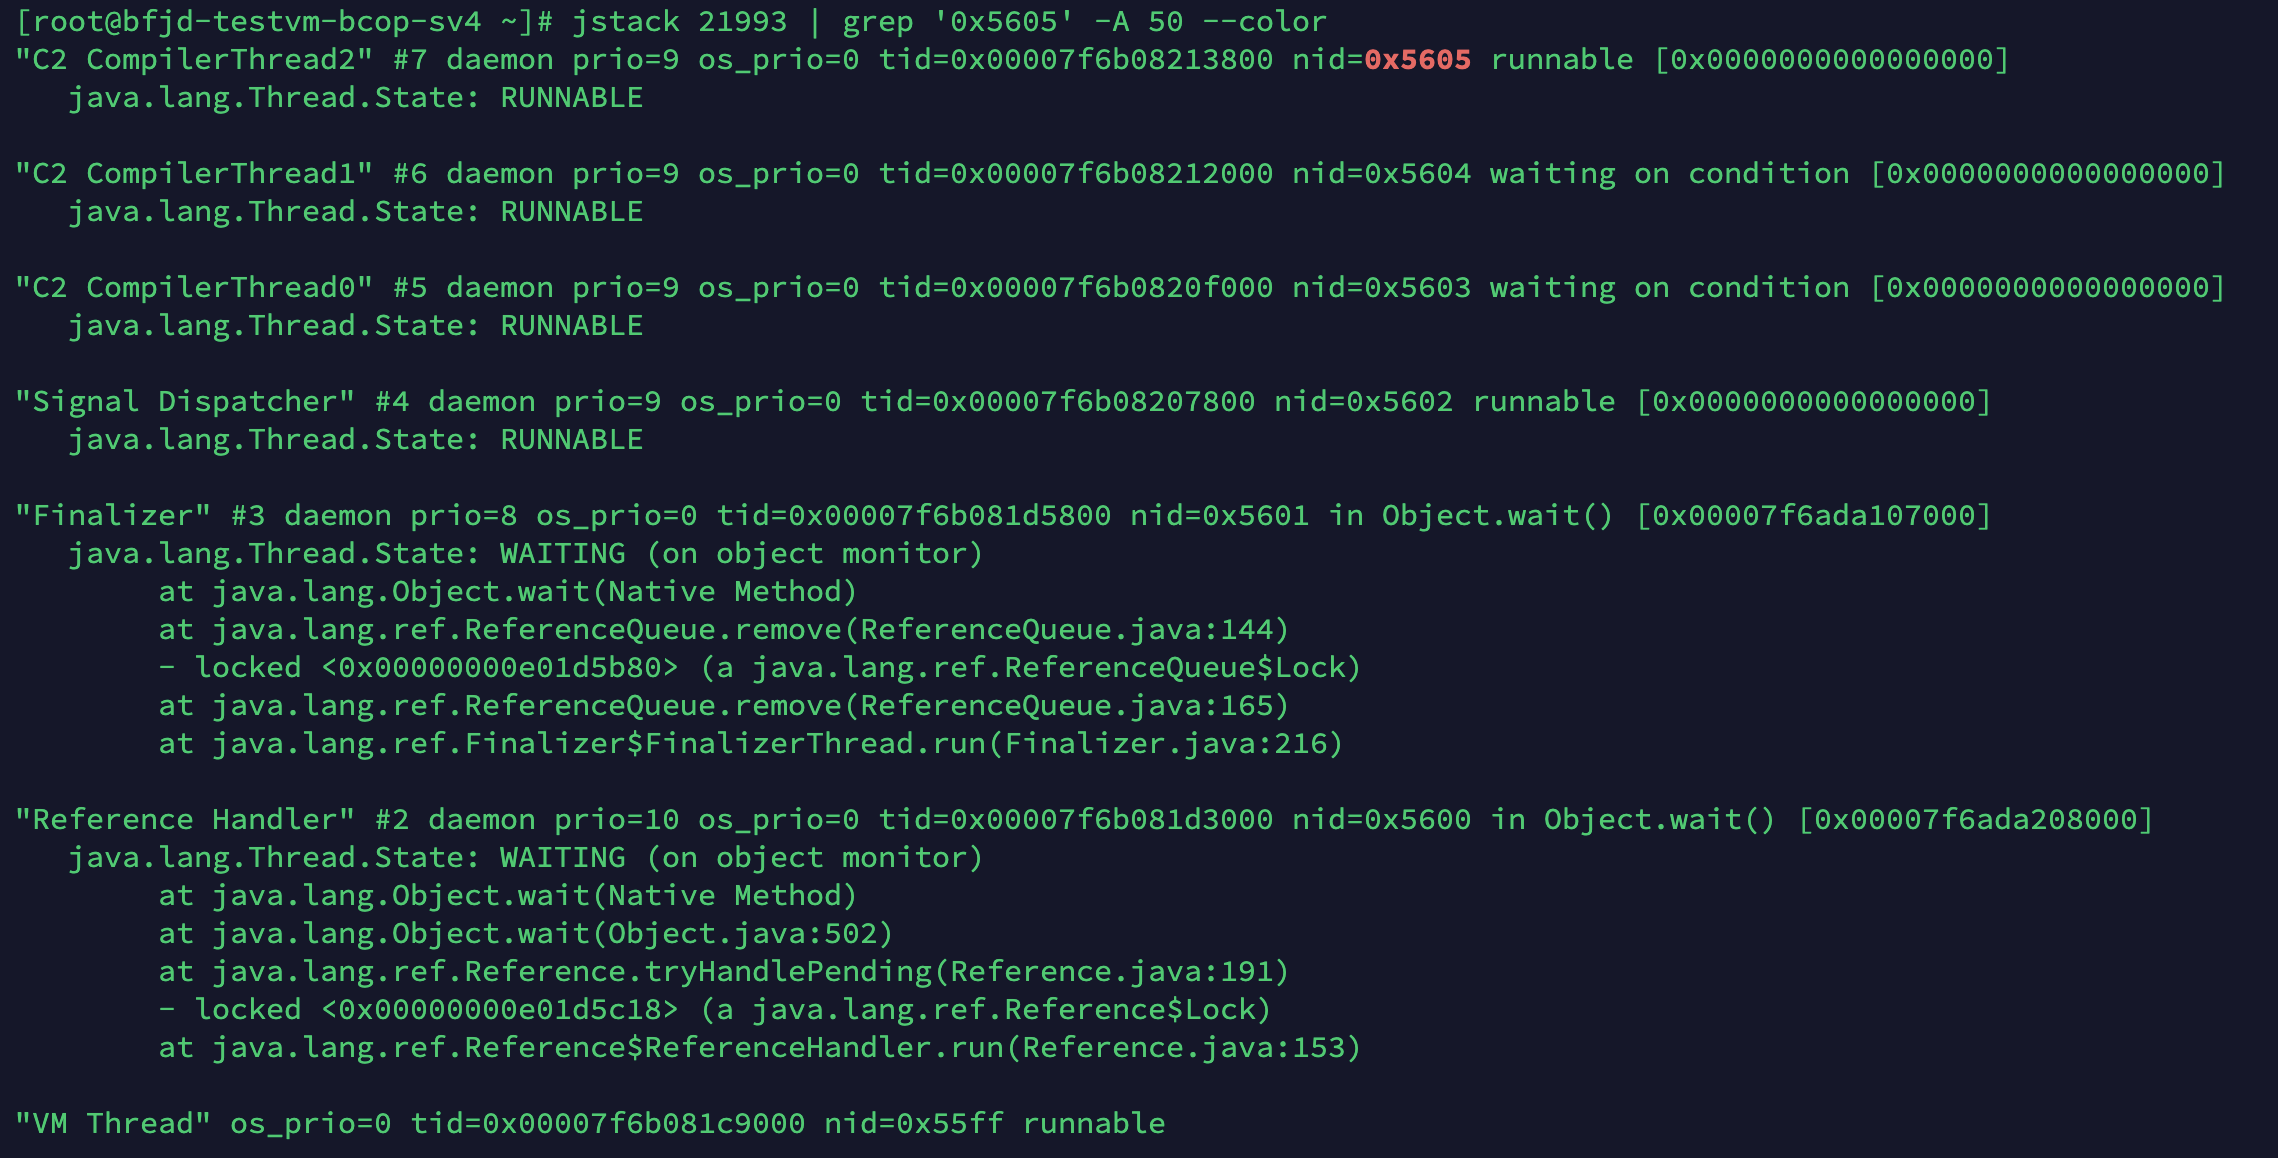 [root@bfjd-testvm-bcop-sv4 ~]# jstack 21993 | grep '0x5605' -A 50 --color
"C2 CompilerThread2" #7 daemon prio=9 os_prio=0 tid=0x00007f6b08213800 nid=0x5605 runnable [0x0000000000000000]
   java.lang.Thread.State: RUNNABLE

"C2 CompilerThread1" #6 daemon prio=9 os_prio=0 tid=0x00007f6b08212000 nid=0x5604 waiting on condition [0x0000000000000000]
   java.lang.Thread.State: RUNNABLE

"C2 CompilerThread0" #5 daemon prio=9 os_prio=0 tid=0x00007f6b0820f000 nid=0x5603 waiting on condition [0x0000000000000000]
   java.lang.Thread.State: RUNNABLE

"Signal Dispatcher" #4 daemon prio=9 os_prio=0 tid=0x00007f6b08207800 nid=0x5602 runnable [0x0000000000000000]
   java.lang.Thread.State: RUNNABLE

"Finalizer" #3 daemon prio=8 os_prio=0 tid=0x00007f6b081d5800 nid=0x5601 in Object.wait() [0x00007f6ada107000]
   java.lang.Thread.State: WAITING (on object monitor)
        at java.lang.Object.wait(Native Method)
        at java.lang.ref.ReferenceQueue.remove(ReferenceQueue.java:144)
        - locked <0x00000000e01d5b80> (a java.lang.ref.ReferenceQueue$Lock)
        at java.lang.ref.ReferenceQueue.remove(ReferenceQueue.java:165)
        at java.lang.ref.Finalizer$FinalizerThread.run(Finalizer.java:216)

"Reference Handler" #2 daemon prio=10 os_prio=0 tid=0x00007f6b081d3000 nid=0x5600 in Object.wait() [0x00007f6ada208000]
   java.lang.Thread.State: WAITING (on object monitor)
        at java.lang.Object.wait(Native Method)
        at java.lang.Object.wait(Object.java:502)
        at java.lang.ref.Reference.tryHandlePending(Reference.java:191)
        - locked <0x00000000e01d5c18> (a java.lang.ref.Reference$Lock)
        at java.lang.ref.Reference$ReferenceHandler.run(Reference.java:153)

"VM Thread" os_prio=0 tid=0x00007f6b081c9000 nid=0x55ff runnable